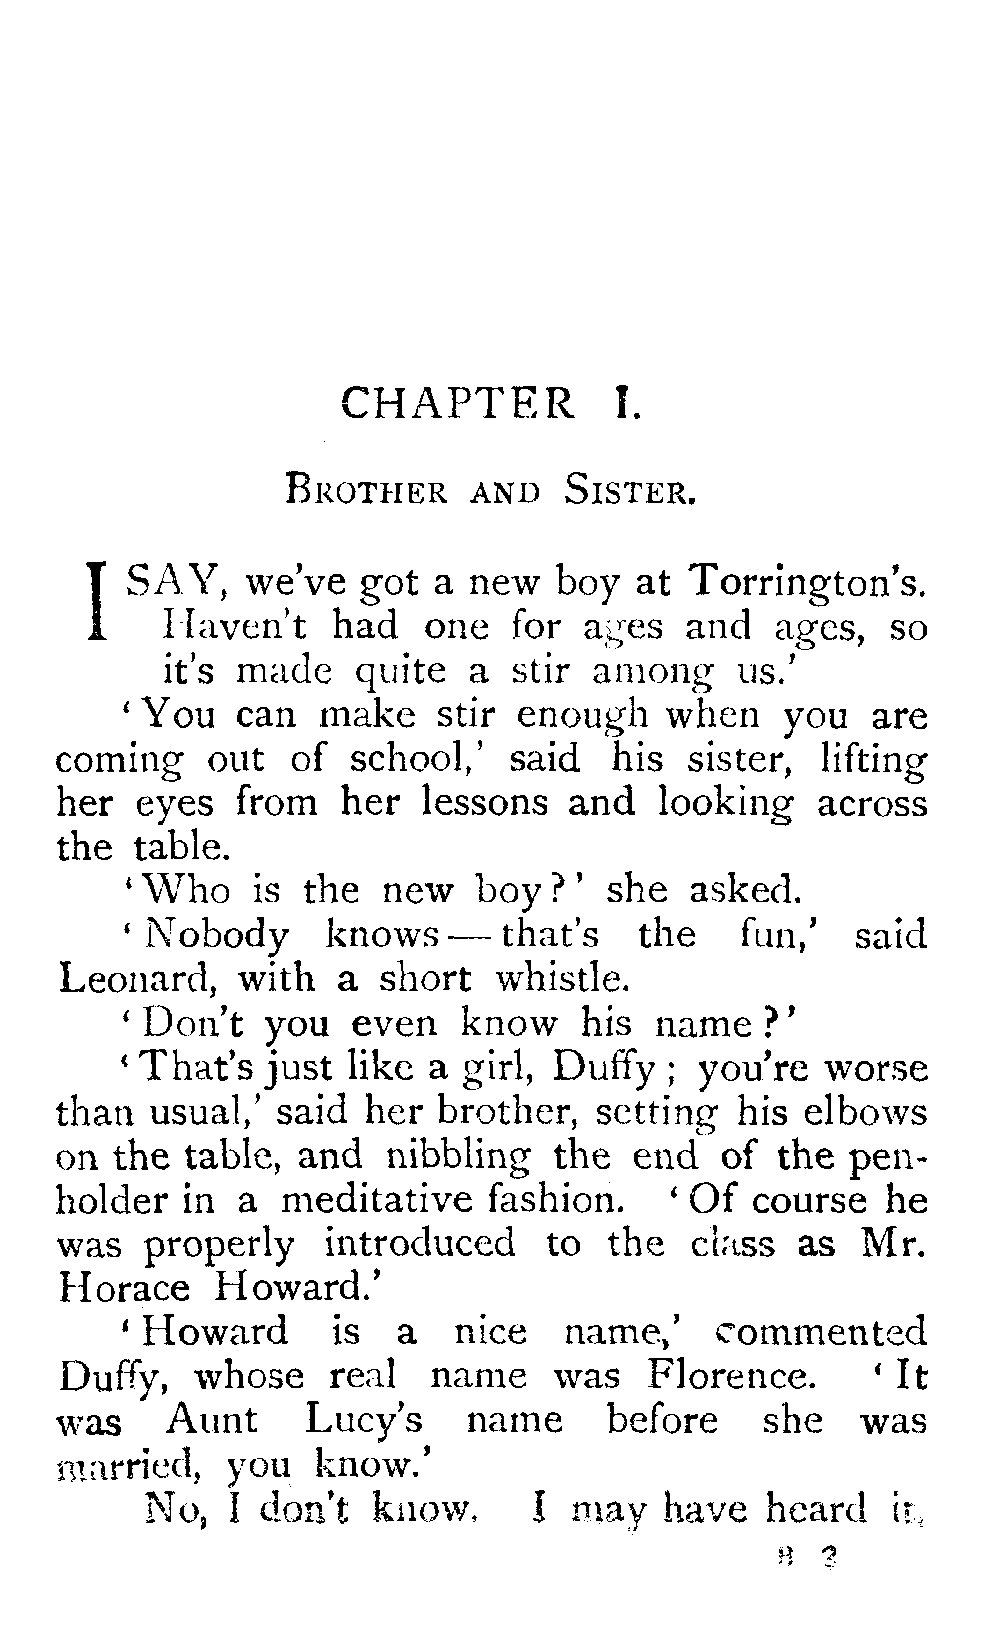 CHAPTER I.
BROTHER AND SISTER.
I SAY, we've got a new boy at Torrington's.
Haven't had one for ages and ages, so
it's made quite a stir among us.'
'You can make stir enough when you are
coming out of school,' said his sister, lifting
her eyes from her lessons and looking across
the table.
'Who is the new boy?' she asked.
'Nobody knows—that's the fun,' said
Leonard, with a short whistle.
'Don't you even know his name?'
'That's just like a girl, Duffy; you're worse
than usual,' said her brother, setting his elbows
on the table, and nibbling the end of the pen-
holder in a meditative fashion. 'Of course he
was properly introduced to the class as Mr.
Horace Howard.'
'Howard is a nice name,' commented
Duffy, whose real name was Florence. 'It
was Aunt Lucy's name before she was
married, you know.'
No, I don't know. I may have heard it,